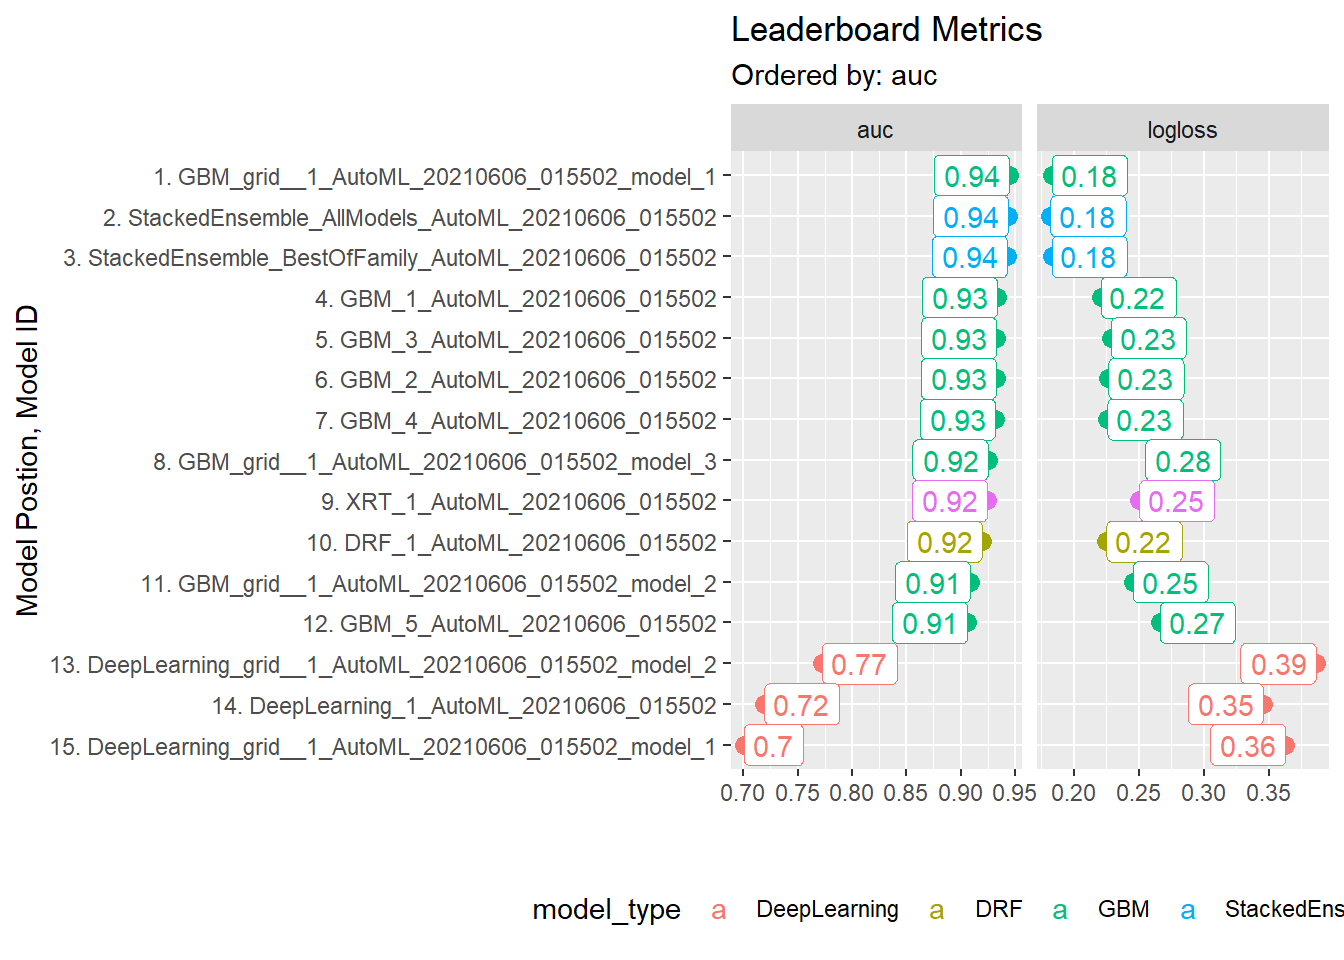 Leaderboard Metrics
Ordered by: auc
auc logloss
Model Postion, Model ID
1. GBM_grid__1_AutoML_20210606_015502_model_1 0.94 0.18
2. StackedEnsemble_AllModels_AutoML_20210606_015502 0.94 0.18
3. StackedEnsemble_BestOfFamily_AutoML_20210606_015502 0.94 0.18
4. GBM_1_AutoML_20210606_015502 0.93 0.22
5. GBM_3_AutoML_20210606_015502 0.93 0.23
6. GBM_2_AutoML_20210606_015502 0.93 0.23
7. GBM_4_AutoML_20210606_015502 0.93 0.23
8. GBM_grid__1_AutoML_20210606_015502_model_3 0.92 0.28
9. XRT_1_AutoML_20210606_015502 0.92 0.25
10. DRF_1_AutoML_20210606_015502 0.92 0.22
11. GBM_grid__1_AutoML_20210606_015502_model_2 0.91 0.25
12. GBM_5_AutoML_20210606_015502 0.91 0.27
13. DeepLearning_grid__1_AutoML_20210606_015502_model_2 0.77 0.39
14. DeepLearning_1_AutoML_20210606_015502 0.72 0.35
15. DeepLearning_grid__1_AutoML_20210606_015502_model_1 0.7 0.36
0.70 0.75 0.80 0.85 0.90 0.95 0.20 0.25 0.30 0.35
model_type a DeepLearning a DRF a GBM a StackedEns